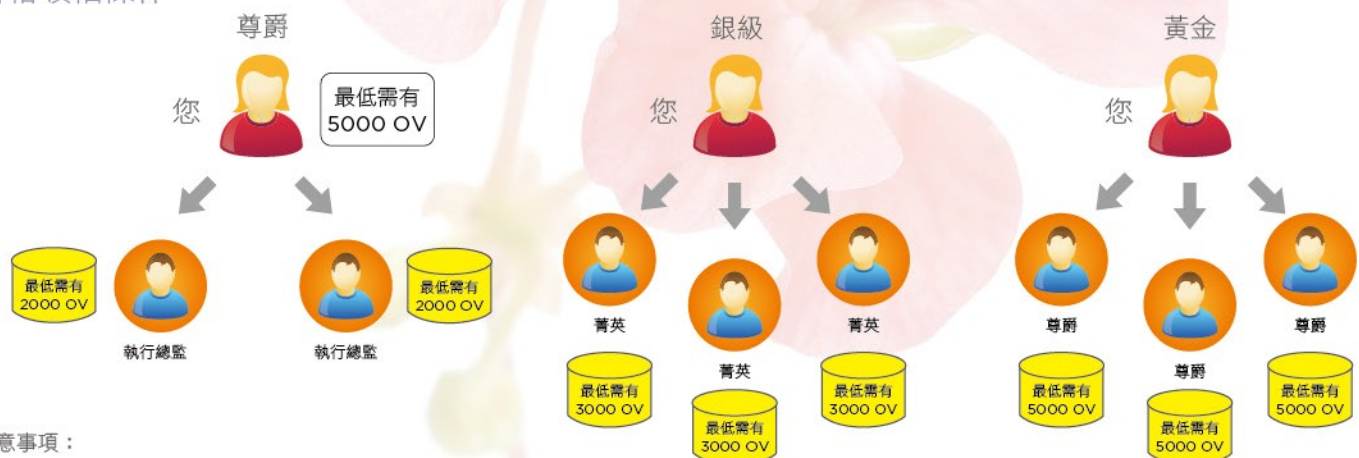 尊爵
您
最低需有
5000 OV
最低需有
2000 OV
執行總監
最低需有
2000 OV
執行總監
銀級
您
菁英
最低需有
3000 OV
菁英
最低需有
3000 OV
菁英
最低需有
3000 OV
黃金
您
尊爵
最低需有
5000 OV
尊爵
最低需有
5000 OV
尊爵
最低需有
5000 OV
意事項：